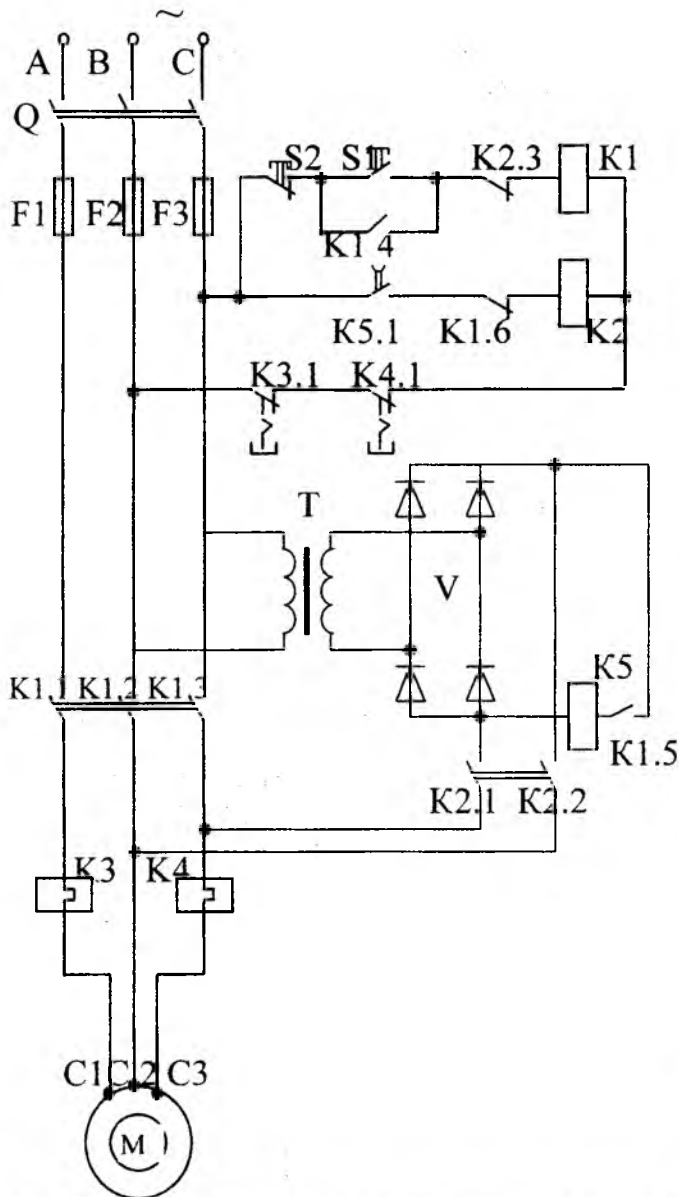 ~
A B C
Q
S2 S1 K2.3 K1
F1 F2 F3
K1 4
K5.1 K1.6 K2
K3.1 K4.1
T
V
K5
K1.1 K1.2 K1.3
K1.5
K2.1 K2.2
K3 K4
C1 C2 C3
M